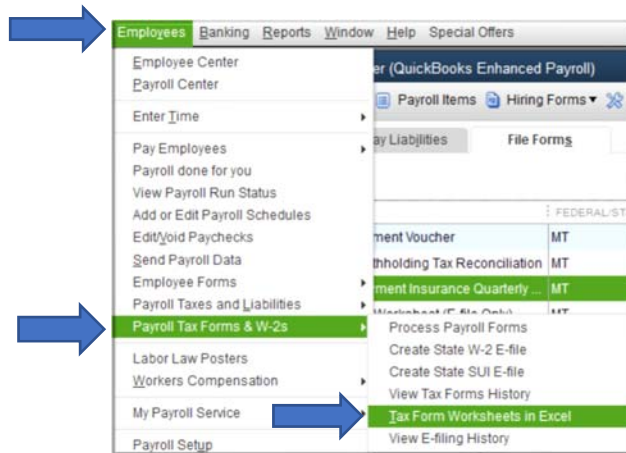 Employees Banking Reports Window Help Special Offers
Employee Center
Payroll Center
er (QuickBooks Enhanced Payroll)
Payroll Items Hiring Forms
Enter Time
ay Liabilities File Forms
Pay Employees
Payroll done for you
View Payroll Run Status
Add or Edit Payroll Schedules
FEDERAL/ST
Edit/Void Paychecks
ment Voucher MT
Send Payroll Data
thholding Tax Reconciliation MT
Employee Forms
yment Insurance Quarterly ... MT
Payroll Taxes and Liabilities
Worksheet (E-file Only) MT
Payroll Tax Forms & W-2s
Process Payroll Forms
Create State W-2 E-file
Labor Law Posters
Create State SUI E-file
Workers Compensation
View Tax Forms History
My Payroll Service
Tax Form Worksheets in Excel
View E-filing History
Payroll Setup